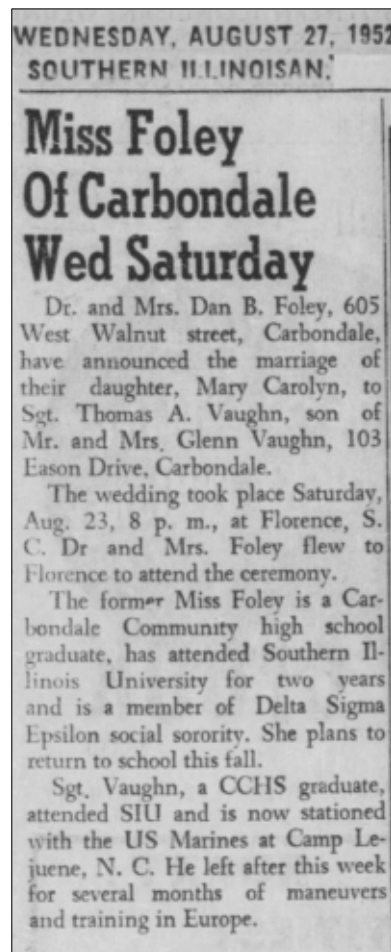 WEDNESDAY, AUGUST 27, 1952
SOUTHERN ILLINOISAN.
Miss Foley
Of Carbondale
Wed Saturday
Dr. and Mrs. Dan B. Foley, 605
West Walnut street, Carbondale,
have announced the marriage of
their daughter, Mary Carolyn, to
Sgt. Thomas A. Vaughn, son of
Mr. and Mrs. Glenn Vaughn, 103
Eason Drive, Carbondale.
The wedding took place Saturday,
Aug. 23, 8 p. m., at Florence, S.
C. Dr and Mrs. Foley flew to
Florence to attend the ceremony.
The former Miss Foley is a Car-
bondale Community high school
graduate, has attended Southern Il-
linois University for two years
and is a member of Delta Sigma
Epsilon social sorority. She plans to
return to school this fall.
Sgt. Vaughn, a CCHS graduate,
attended SIU and is now stationed
with the US Marines at Camp Le-
juene, N. C. He left after this week
for several months of maneuvers
and training in Europe.